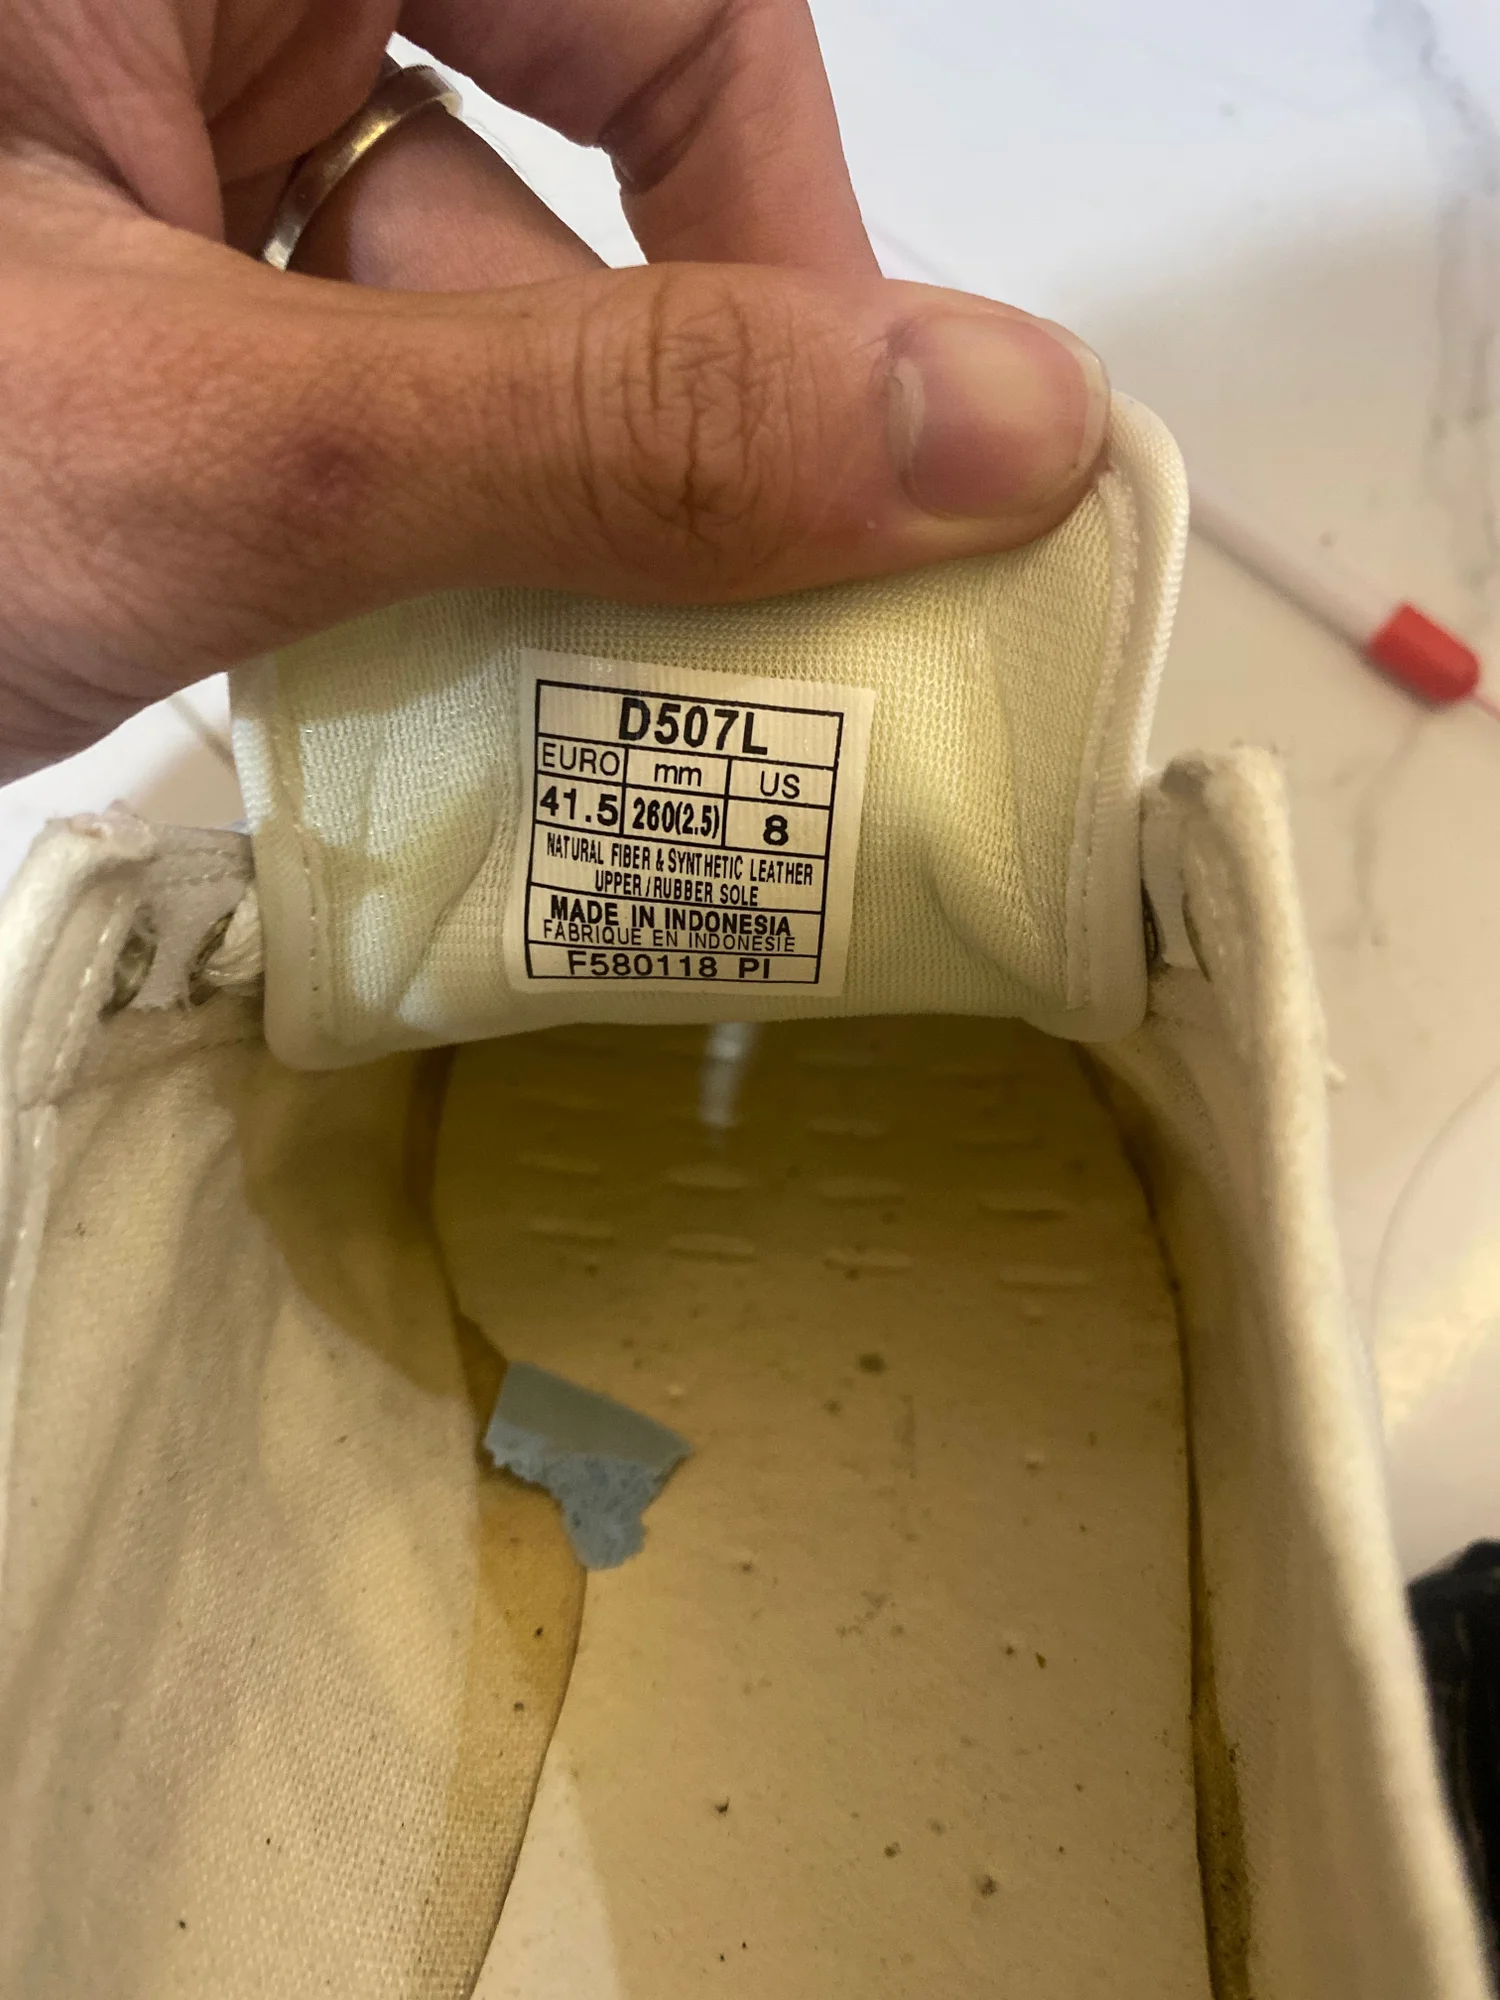 D507L
EURO mm US
41.5 260(2.5) 8
NATURAL FIBER & SYNTHETIC LEATHER
UPPER / RUBBER SOLE
MADE IN INDONESIA
FABRIQUE EN INDONESIE
F580118 PI